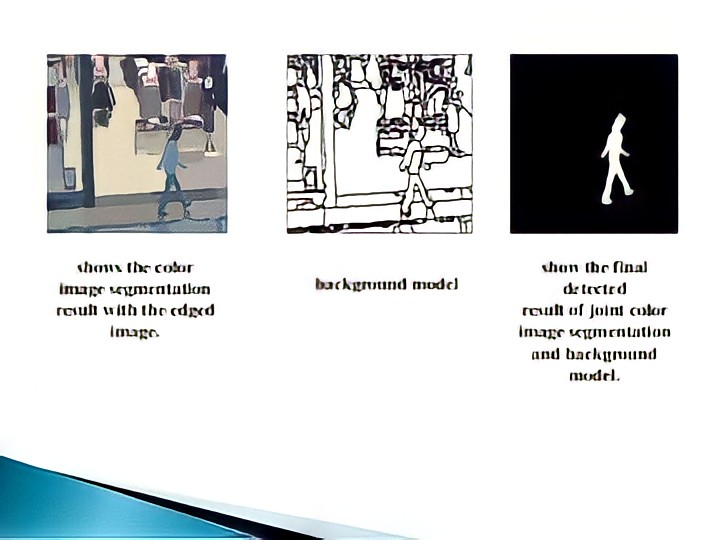 shows the color
image segmentation
result with the edged
image.
background model
show the final
detected
result of joint color
image segmentation
and background
model.